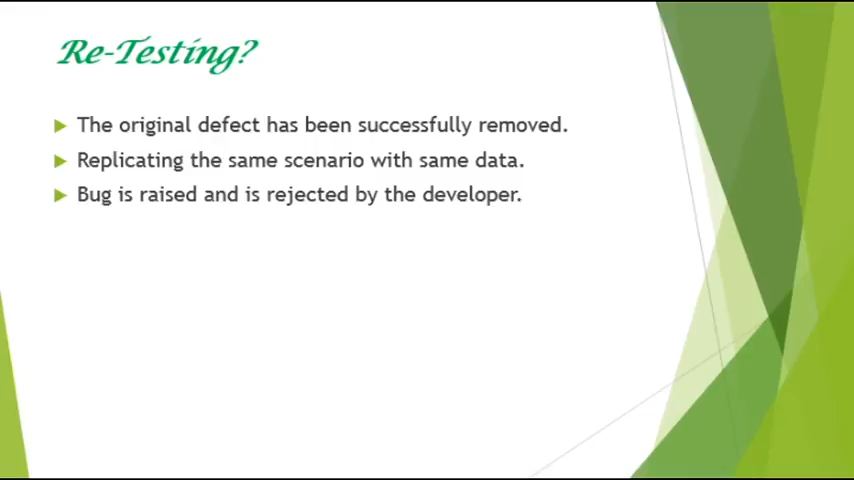 Re-Testing?
The original defect has been successfully removed.
Replicating the same scenario with same data.
Bug is raised and is rejected by the developer.